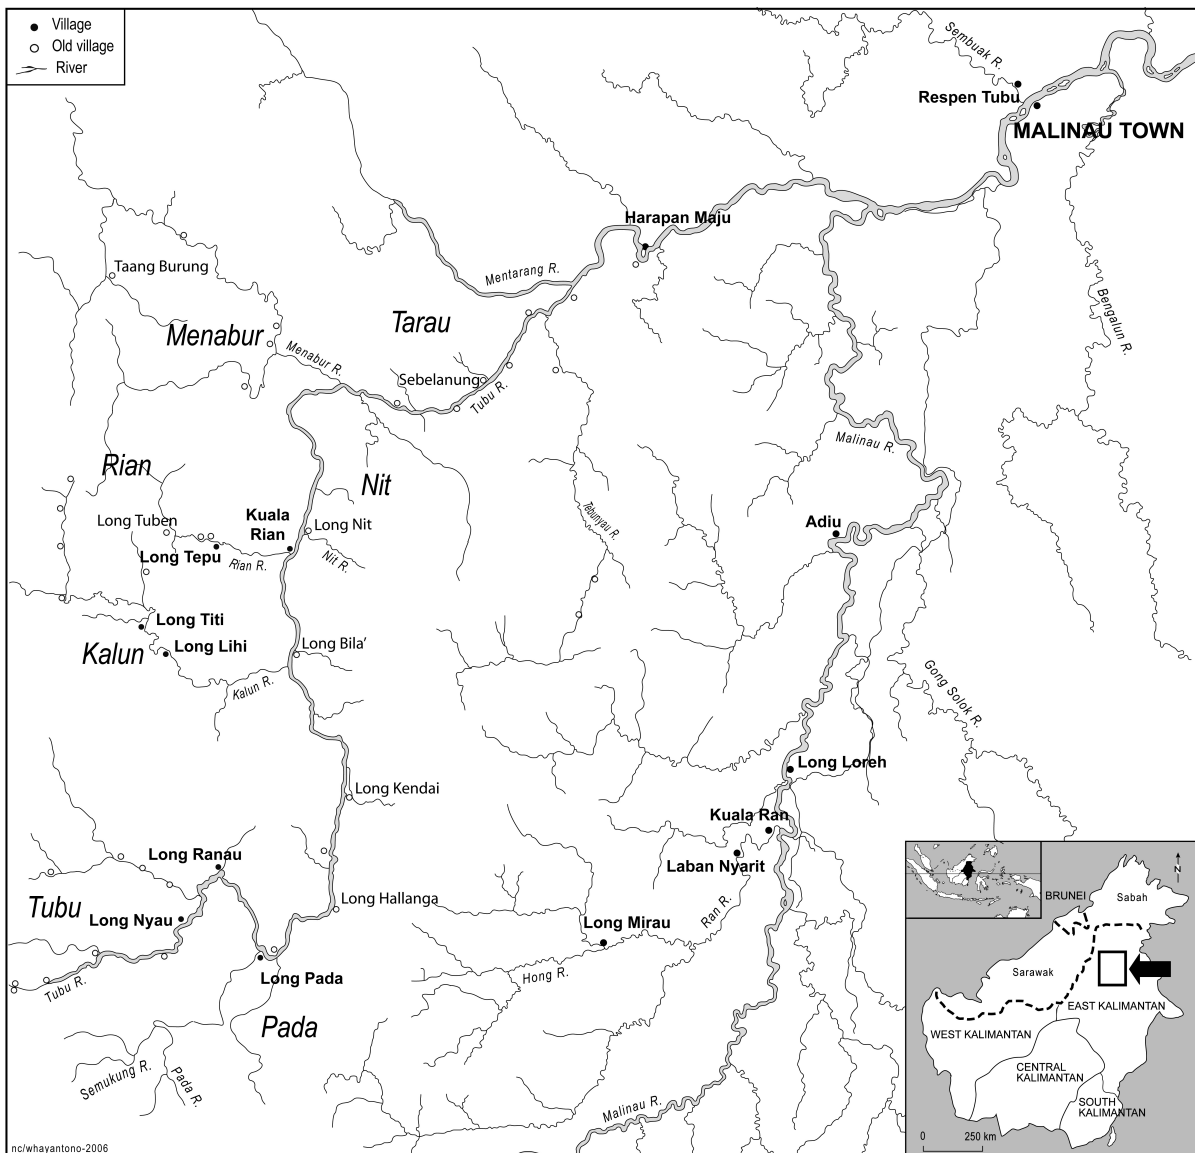 Village
Old village
River
Sembuak R.
Respen Tubu
MALINAU TOWN
Harapan Maju
Taang Burung
Mentarang R.
Tarau
Menabur
Menabur R.
Bengalun R.
Sebelanung
Tubu R.
Malinau R.
Rian
Nit
Long Tuben
Kuala
Rian
Long Nit
Tebunyau R.
Adiu
Long Tepu
Rian R.
Nit R.
Long Titi
Long Lihi
Kalun
Long Bila'
Kalun R.
Gong Solok R.
Long Loreh
Long Kendai
Kuala Ran
Long Ranau
Laban Nyarit
Tubu
Long Nyau
Long Hallanga
Long Mirau
Ran R.
Long Pada
Hong R.
Tubu R.
Pada
Semukung R.
Pada R.
Malinau R.
nc/whayantono-2006
N
BRUNEI
Sabah
Sarawak
EAST KALIMANTAN
WEST KALIMANTAN
CENTRAL
KALIMANTAN
SOUTH
KALIMANTAN
0 250 km